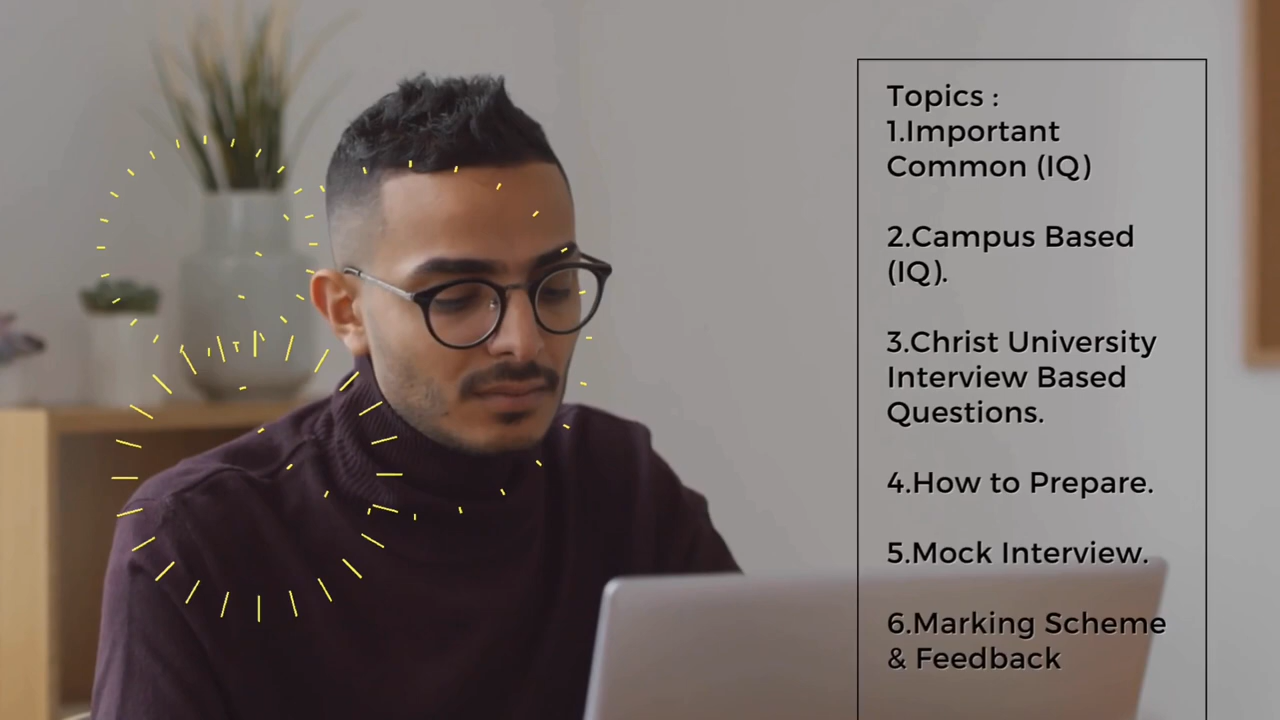 Topics :
1.Important
Common (IQ)
2.Campus Based
(IQ).
3.Christ University
Interview Based
Questions.
4.How to Prepare.
5.Mock Interview.
6.Marking Scheme
& Feedback